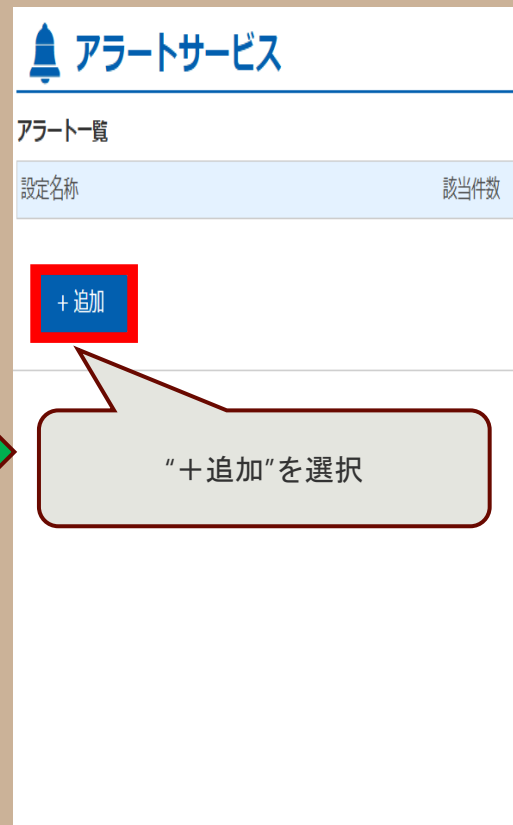 アラートサービス
アラート一覧
設定名称 該当件数
+ 追加
“＋追加”を選択